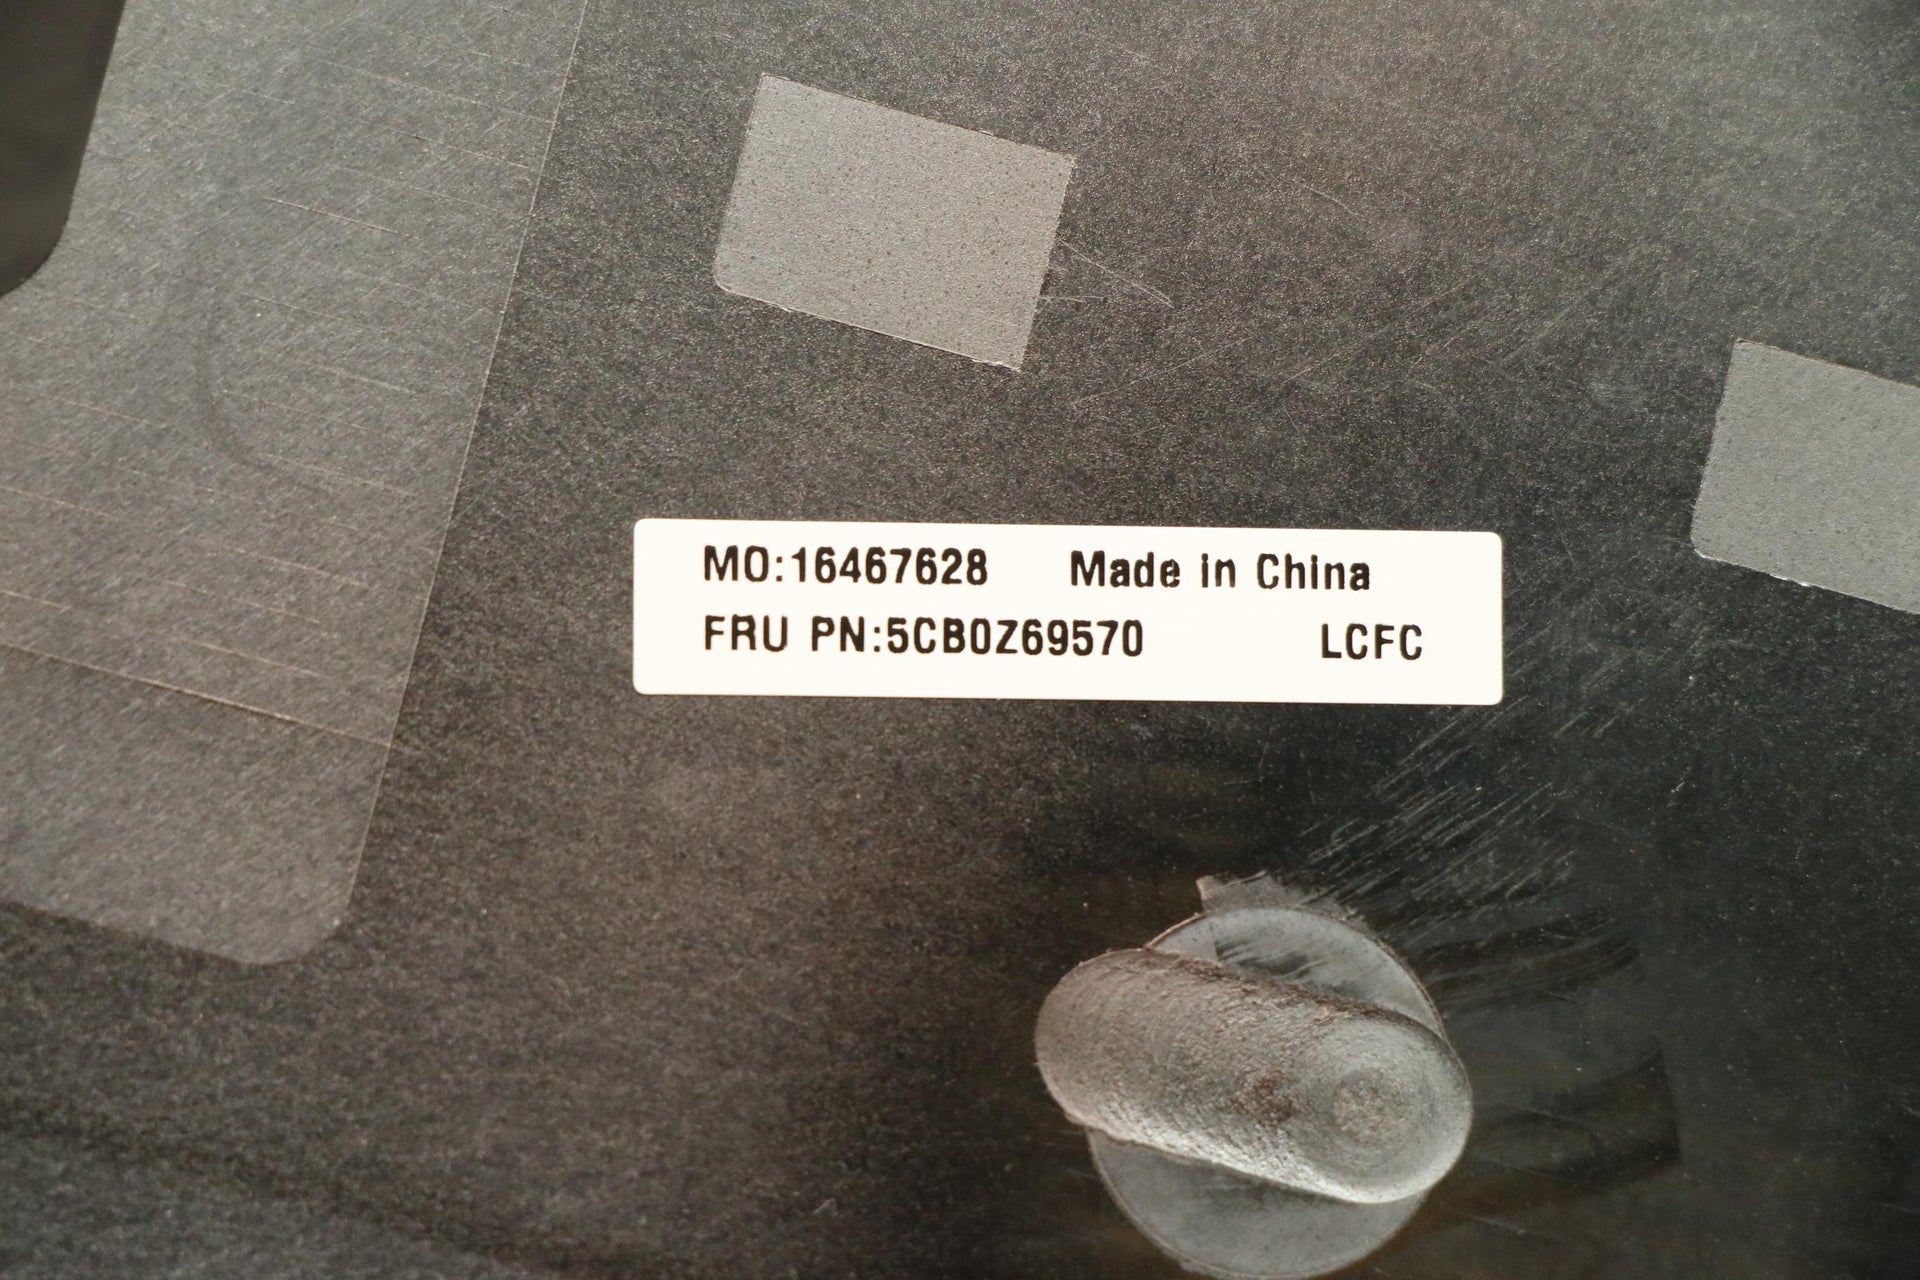 MO:16467628 Made in China
FRU PN:5CB0Z69570 LCFC